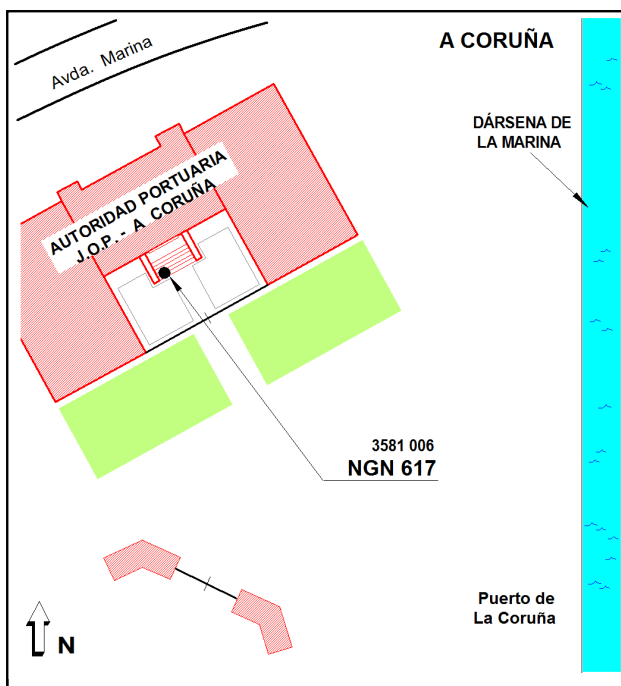 A CORUÑA
Avda. Marina
DÁRSENA DE
LA MARINA
AUTORIDAD PORTUARIA
J.O.P. - A CORUÑA
3581 006
NGN 617
Puerto de
La Coruña
N